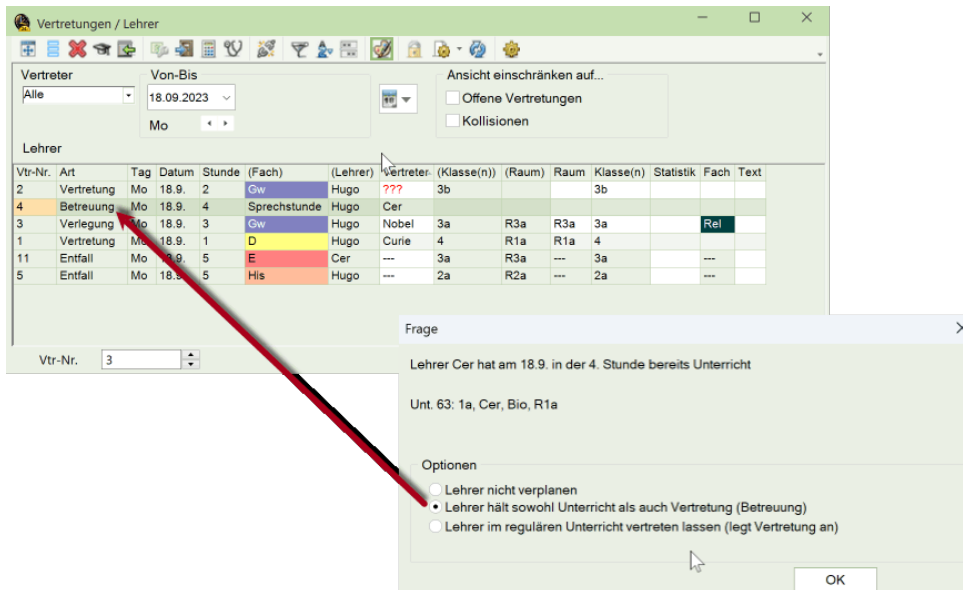 Vertretungen / Lehrer
Vertreter
Von-Bis
Ansicht einschränken auf...
Alle
18.09.2023
Offene Vertretungen
Mo
Kollisionen
Lehrer
Vtr-Nr. Art Tag Datum Stunde (Fach) (Lehrer) Vertreter (Klasse(n)) (Raum) Raum Klasse(n) Statistik Fach Text
2 Vertretung Mo 18.9. 2 Gw Hugo ??? 3b 3b
4 Betreuung Mo 18.9. 4 Sprechstunde Hugo Cer
3 Verlegung Mo 18.9. 3 Gw Hugo Nobel 3a R3a R3a 3a Rel
1 Vertretung Mo 18.9. 1 D Hugo Curie 4 R1a R1a 4
11 Entfall Mo 18.9. 5 E Cer --- 3a R3a --- 3a ---
5 Entfall Mo 18.9. 5 His Hugo --- 2a R2a --- 2a ---
Vtr-Nr. 3
Frage
Lehrer Cer hat am 18.9. in der 4. Stunde bereits Unterricht
Unt. 63: 1a, Cer, Bio, R1a
Optionen
Lehrer nicht verplanen
Lehrer hält sowohl Unterricht als auch Vertretung (Betreuung)
Lehrer im regulären Unterricht vertreten lassen (legt Vertretung an)
OK